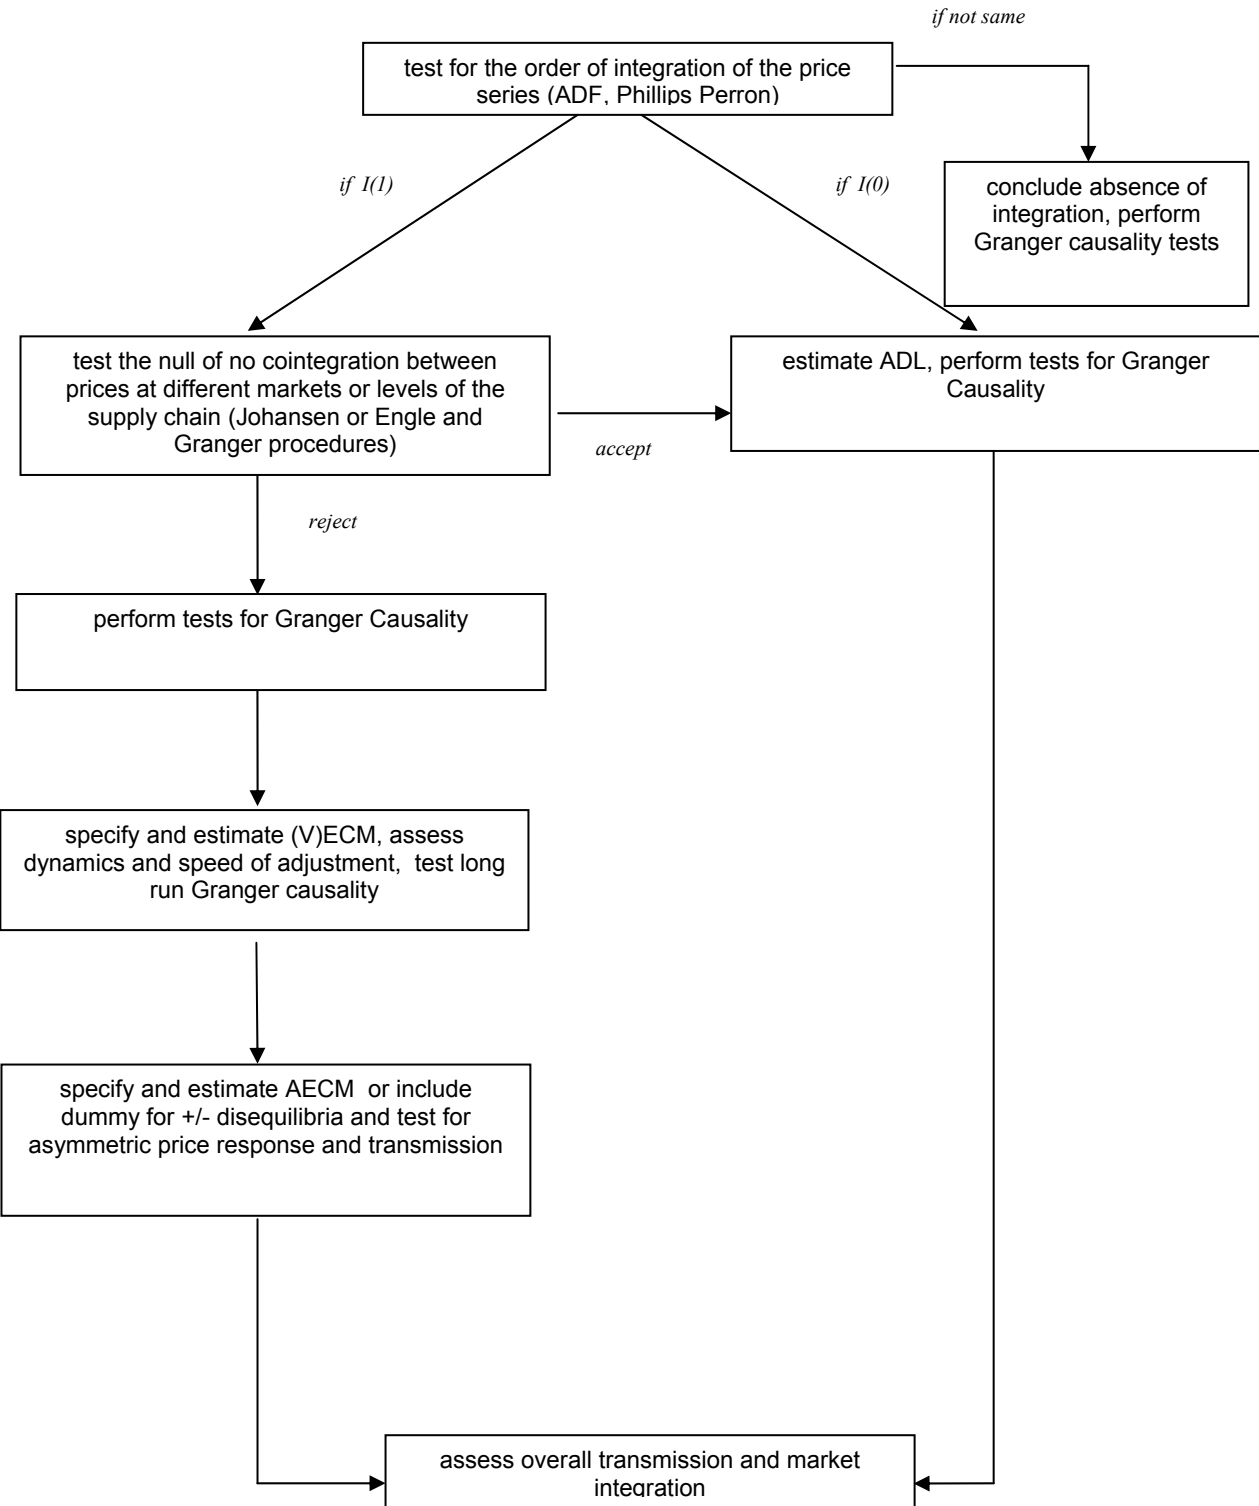 if not same
test for the order of integration of the price
series (ADF, Phillips Perron)
if I(1)
if I(0)
conclude absence of
integration, perform
Granger causality tests
test the null of no cointegration between
prices at different markets or levels of the
supply chain (Johansen or Engle and
Granger procedures)
accept
estimate ADL, perform tests for Granger
Causality
reject
perform tests for Granger Causality
specify and estimate (V)ECM, assess
dynamics and speed of adjustment, test long
run Granger causality
specify and estimate AECM or include
dummy for +/- disequilibria and test for
asymmetric price response and transmission
assess overall transmission and market
integration